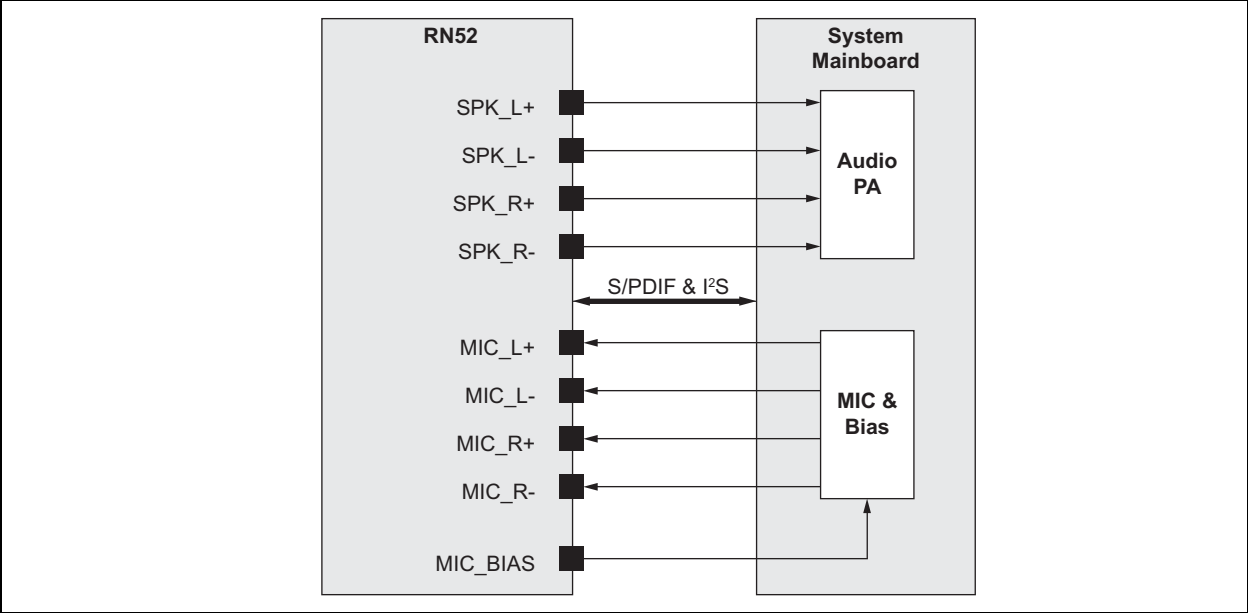 RN52
System
Mainboard
SPK_L+
SPK_L-
SPK_R+
SPK_R-
Audio
PA
S/PDIF & I²S
MIC_L+
MIC_L-
MIC_R+
MIC_R-
MIC &
Bias
MIC_BIAS